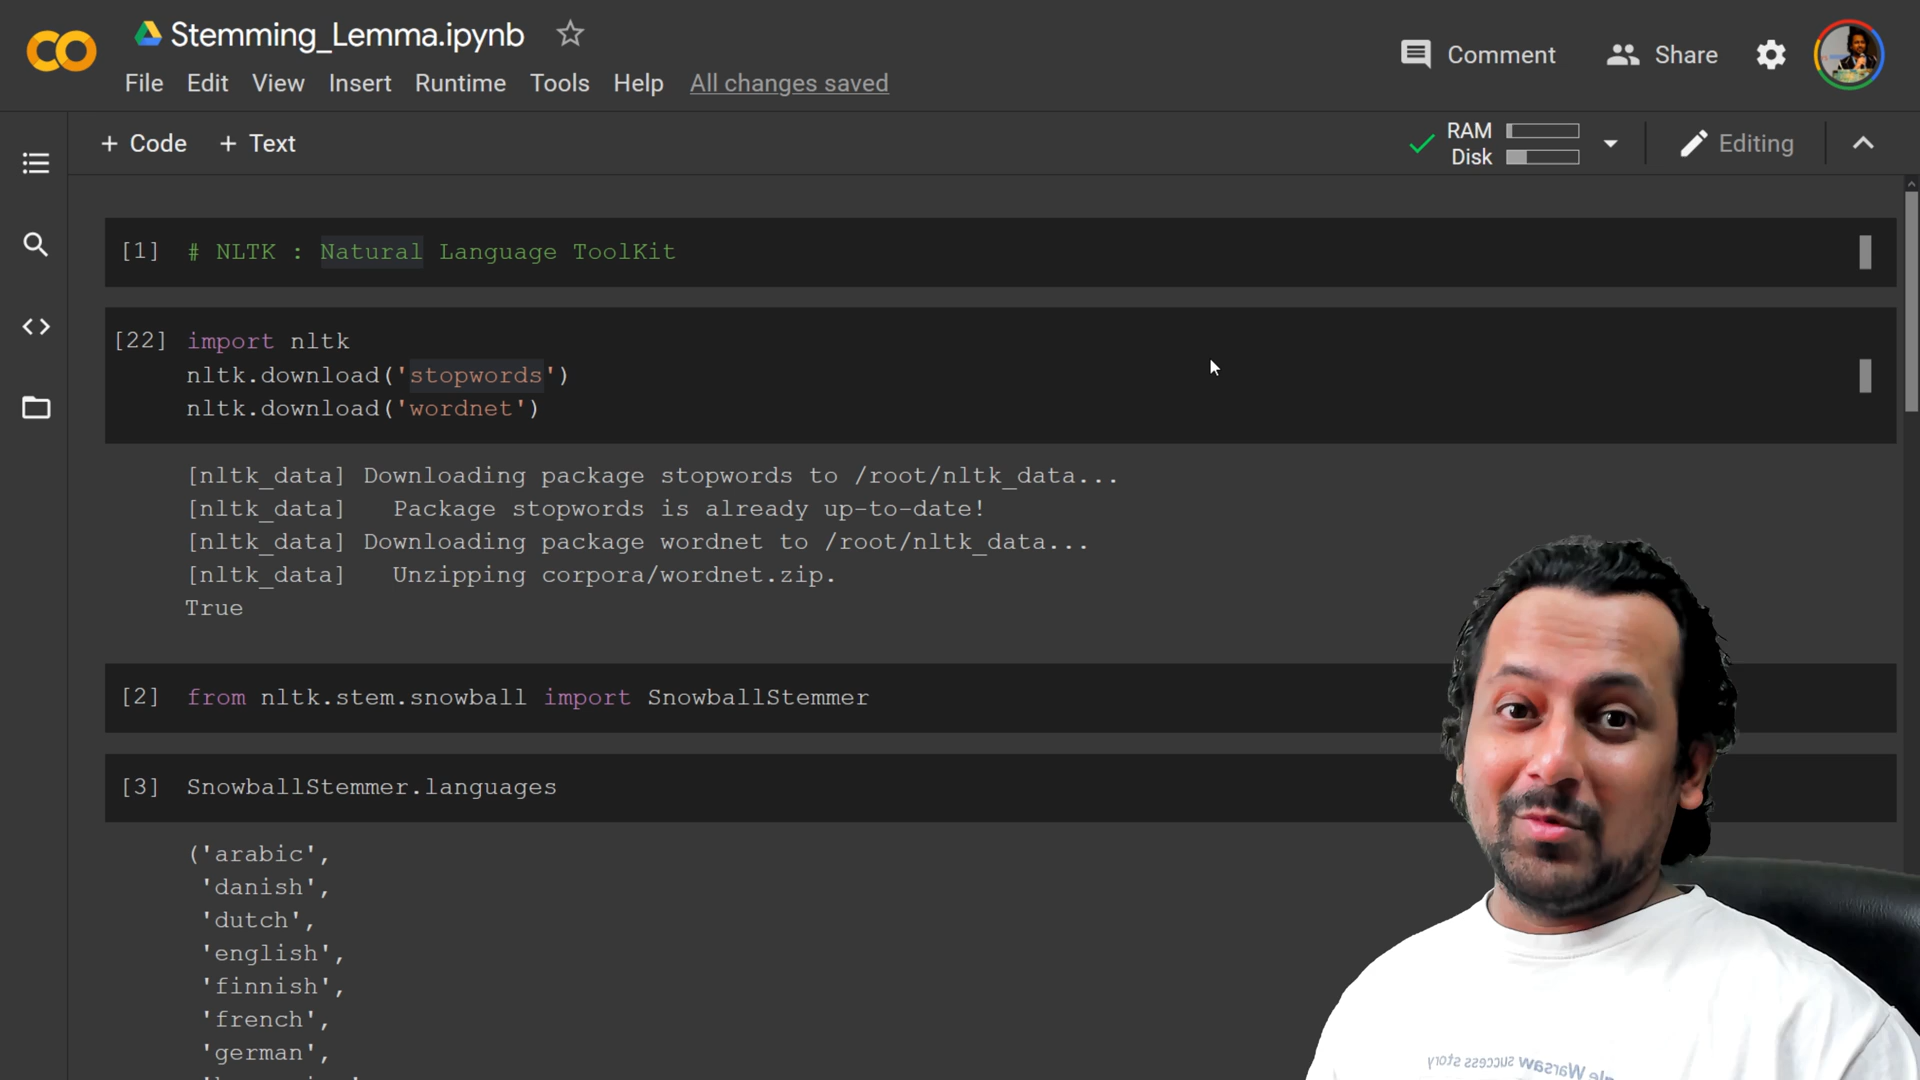 Stemming_Lemma.ipynb
File Edit View Insert Runtime Tools Help All changes saved
Comment Share
+ Code + Text
RAM
Disk
Editing
[1] # NLTK : Natural Language ToolKit
[22] import nltk
nltk.download('stopwords')
nltk.download('wordnet')
[nltk_data] Downloading package stopwords to /root/nltk_data...
[nltk_data]   Package stopwords is already up-to-date!
[nltk_data] Downloading package wordnet to /root/nltk_data...
[nltk_data]   Unzipping corpora/wordnet.zip.
True
[2] from nltk.stem.snowball import SnowballStemmer
[3] SnowballStemmer.languages
('arabic',
'danish',
'dutch',
'english',
'finnish',
'french',
'german',
Warsaw success story